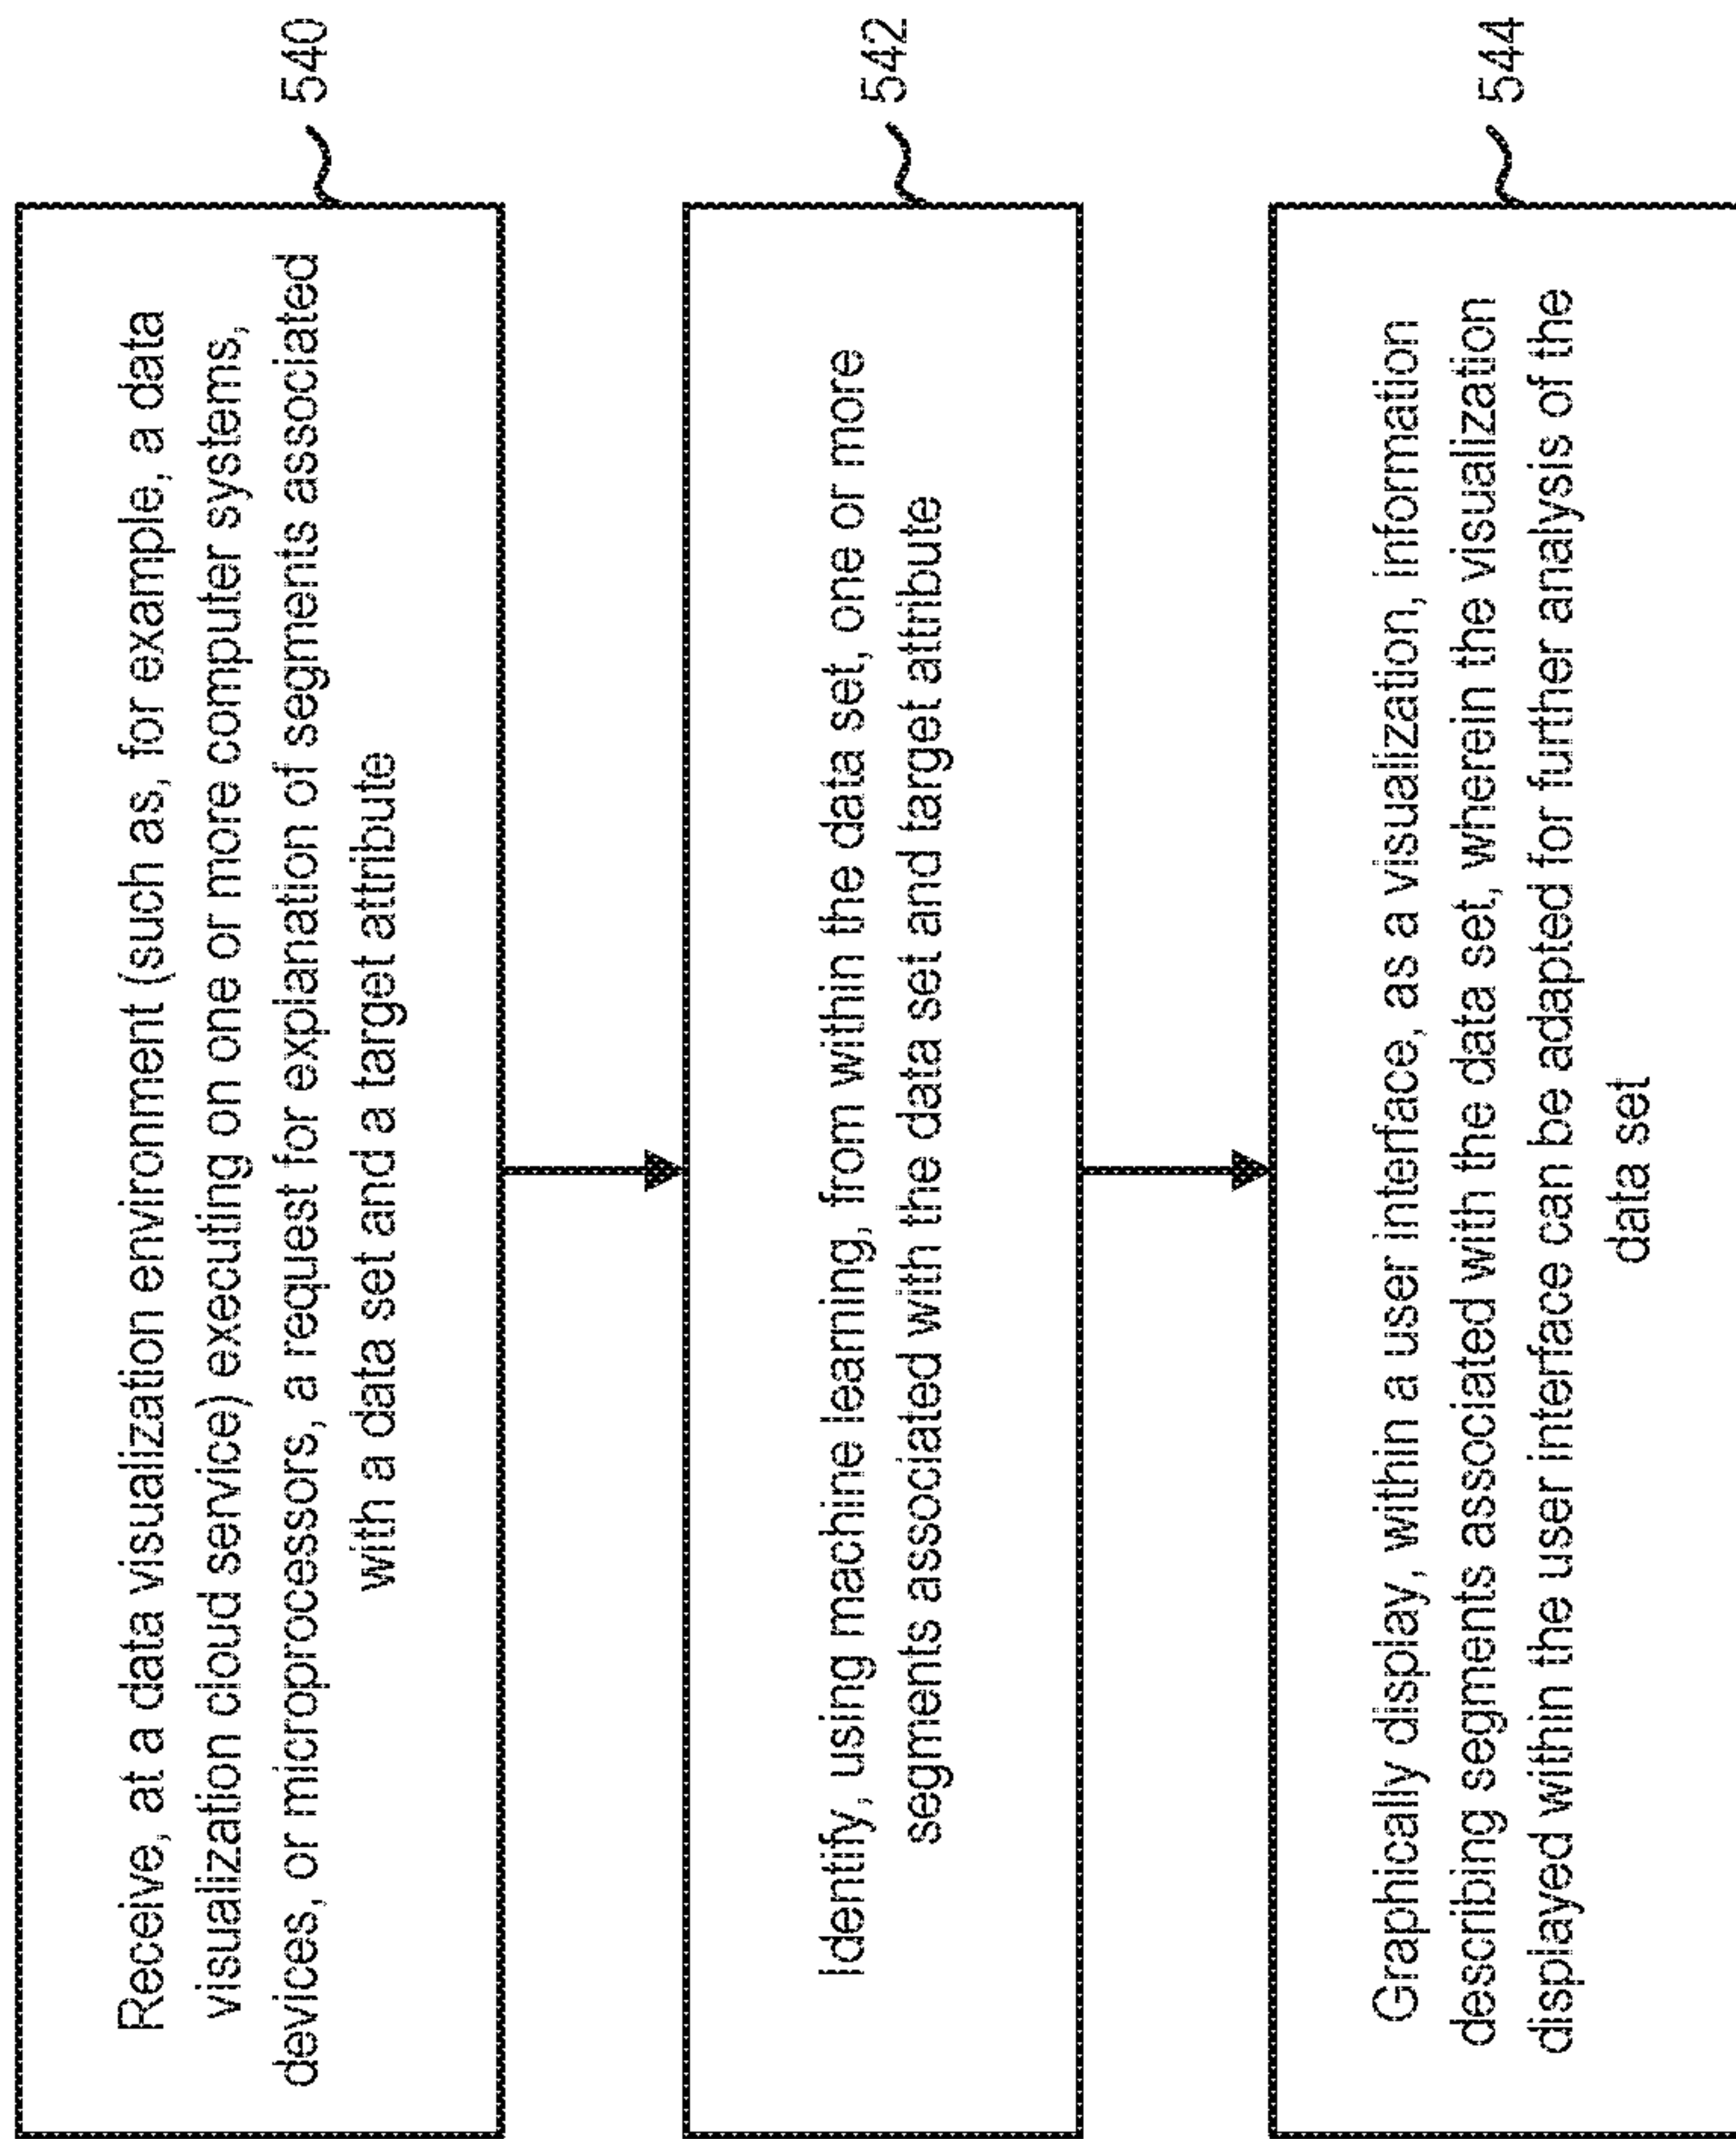 Receive, at a data visualization environment (such as, for example, a data
visualization cloud service) executing on one or more computer systems,
devices, or microprocessors, a request for explanation of segments associated
with a data set and a target attribute
540
Identify, using machine learning, from within the data set, one or more
segments associated with the data set and target attribute
542
Graphically display, within a user interface, as a visualization, information
describing segments associated with the data set, wherein the visualization
displayed within the user interface can be adapted for further analysis of the
data set
544